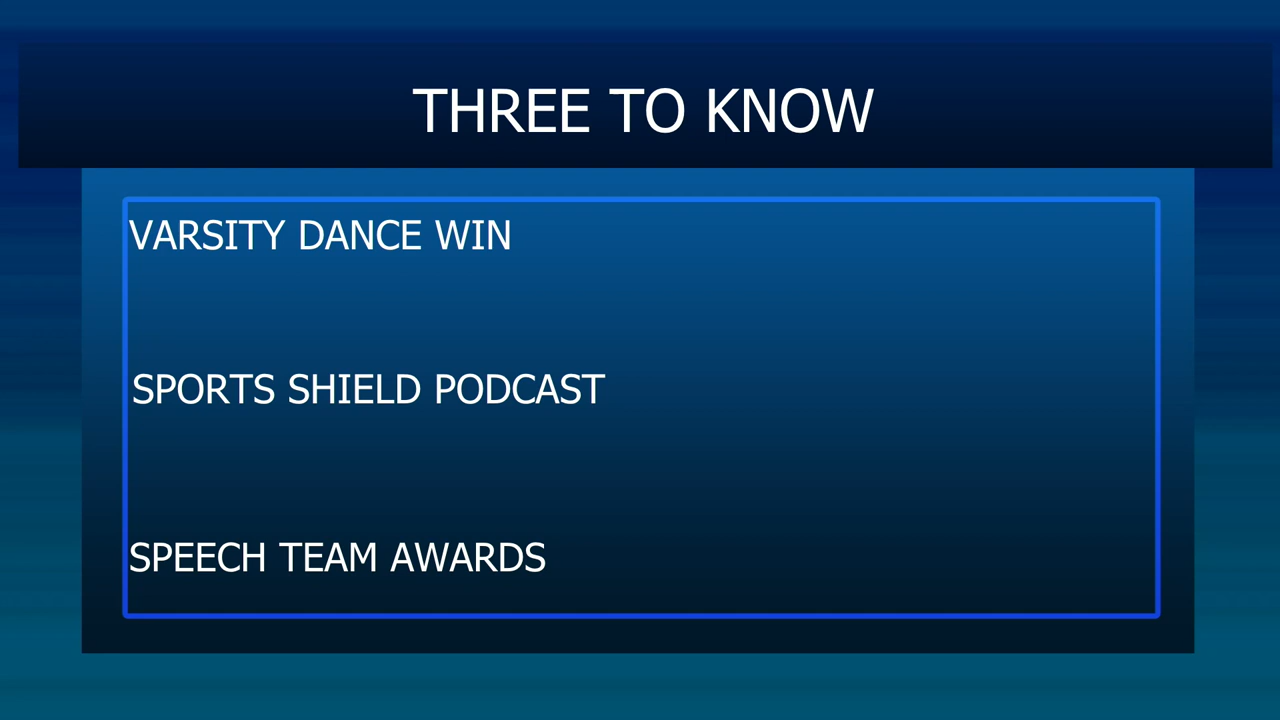 THREE TO KNOW
VARSITY DANCE WIN
SPORTS SHIELD PODCAST
SPEECH TEAM AWARDS